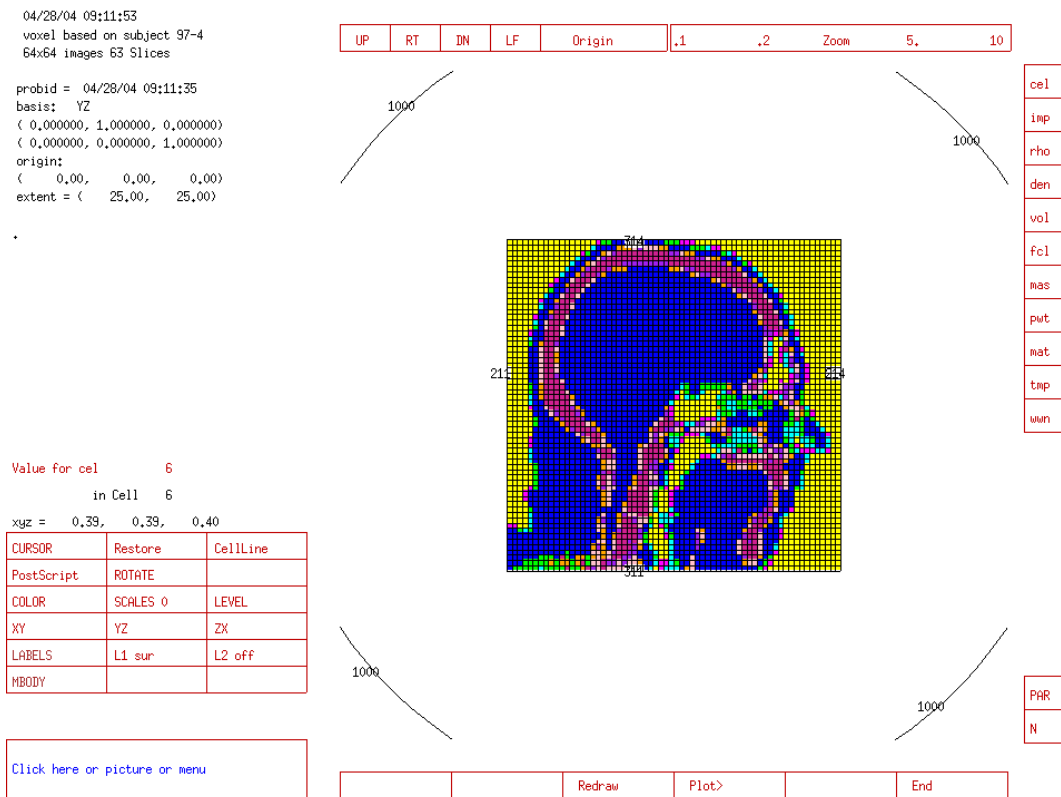 04/28/04 09:11:53
voxel based on subject 97-4
64x64 images 63 Slices
probid = 04/28/04 09:11:35
basis: YZ
( 0.000000, 1.000000, 0.000000)
( 0.000000, 0.000000, 1.000000)
origin:
( 0.00, 0.00, 0.00)
extent = ( 25.00, 25.00)
UP RT DN LF Origin .1 .2 Zoom 5. 10
1000
1000
cel
imp
rho
den
vol
fcl
mas
pwt
mat
tmp
wwn
314
211
214
311
1000
1000
Value for cel 6
in Cell 6
xyz = 0.39, 0.39, 0.40
CURSOR Restore CellLine
PostScript ROTATE
COLOR SCALES 0 LEVEL
XY YZ ZX
LABELS L1 sur L2 off
MBODY
PAR
N
Click here or picture or menu
Redraw Plot> End